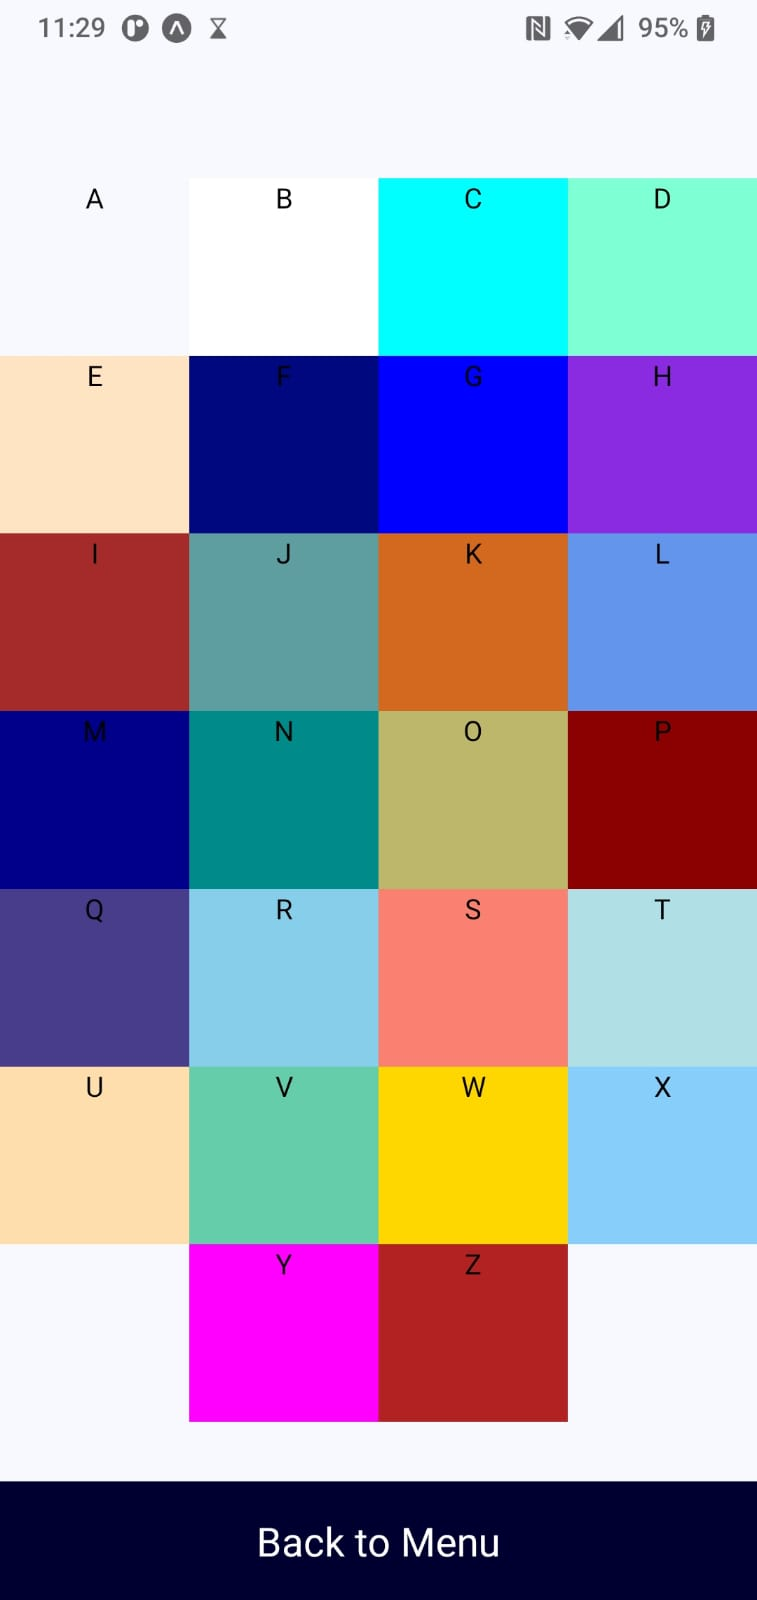 11:29 95%
A B C D
E F G H
I J K L
M N O P
Q R S T
U V W X
Y Z
Back to Menu